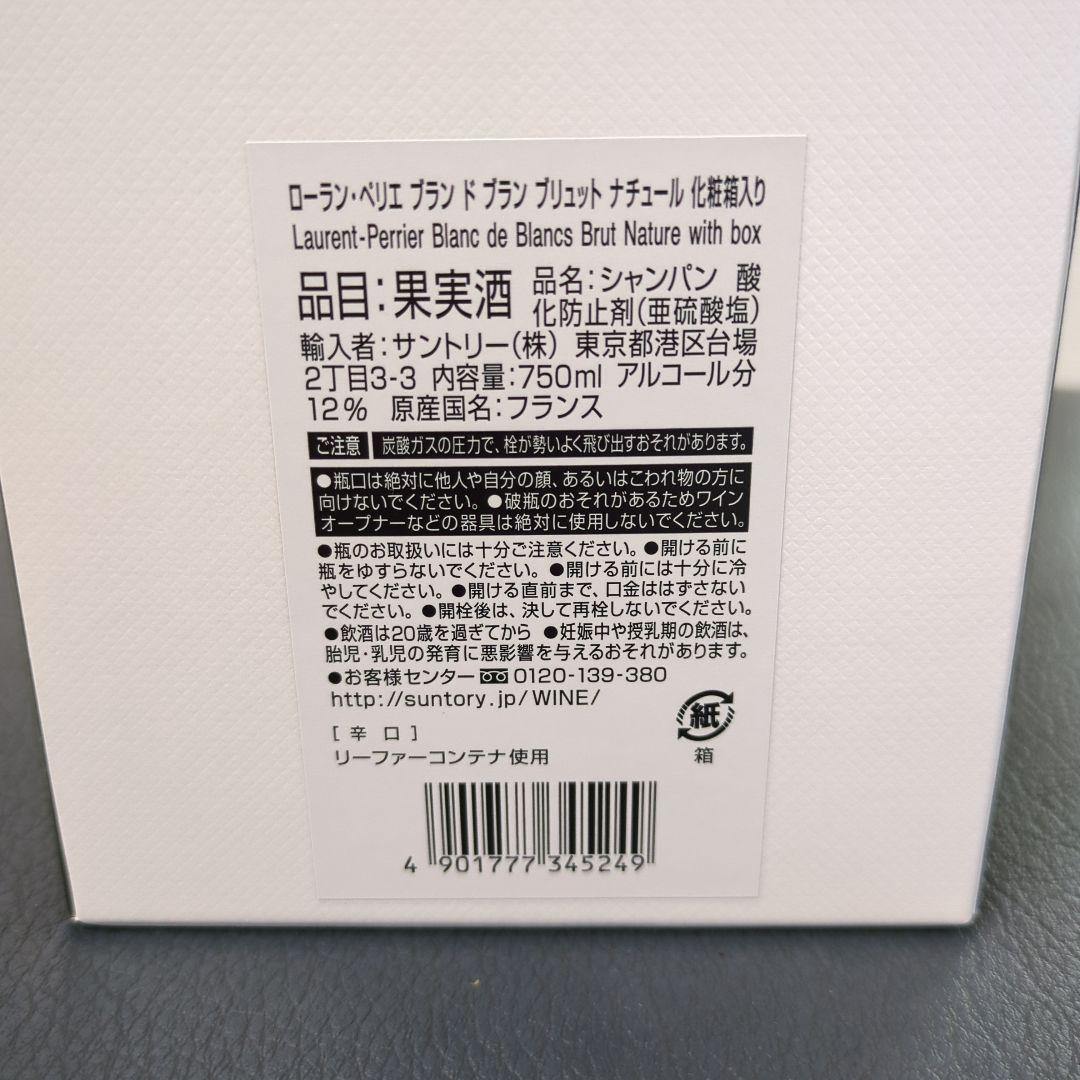 ローラン・ペリエ ブラン ド ブラン ブリュット ナチュール 化粧箱入り
Laurent-Perrier Blanc de Blancs Brut Nature with box
品目:果実酒 品名:シャンパン 酸
化防止剤(亜硫酸塩)
輸入者:サントリー(株) 東京都港区台場
2丁目3-3 内容量:750ml アルコール分
12% 原産国名:フランス
ご注意 炭酸ガスの圧力で、栓が勢いよく飛び出すおそれがあります。
●瓶口は絶対に他人や自分の顔、あるいはこわれ物の方に
向けないでください。●破瓶のおそれがあるためワイン
オープナーなどの器具は絶対に使用しないでください。
●瓶のお取扱いには十分ご注意ください。●開ける前に
瓶をゆすらないでください。●開ける前には十分に冷
やしてください。●開ける直前まで、口金ははずさない
でください。●開栓後は、決して再栓しないでください。
●飲酒は20歳を過ぎてから ●妊娠中や授乳期の飲酒は、
胎児・乳児の発育に悪影響を与えるおそれがあります。
●お客様センター 0120-139-380
http://suntory.jp/WINE/
[辛口]
リーファーコンテナ使用
紙
箱
4 901777 345249